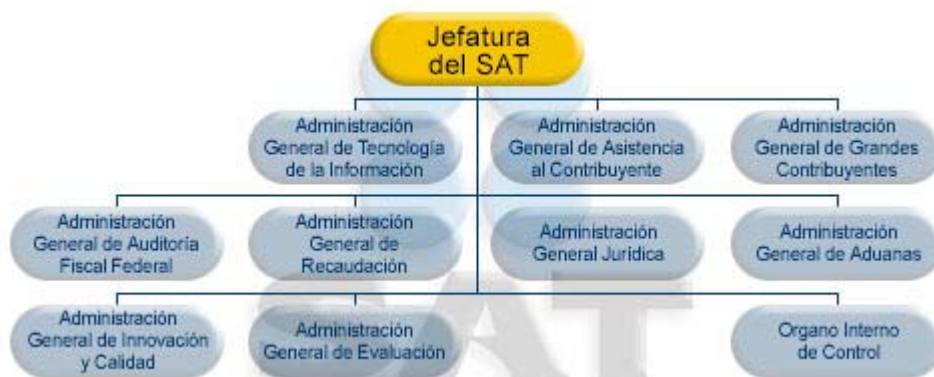 Jefatura
del SAT
Administración
General de Tecnología
de la Información
Administración
General de Asistencia
al Contribuyente
Administración
General de Grandes
Contribuyentes
Administración
General de Auditoría
Fiscal Federal
Administración
General de
Recaudación
Administración
General Jurídica
Administración
General de Aduanas
Administración
General de Innovación
y Calidad
Administración
General de Evaluación
Organo Interno
de Control
SAT